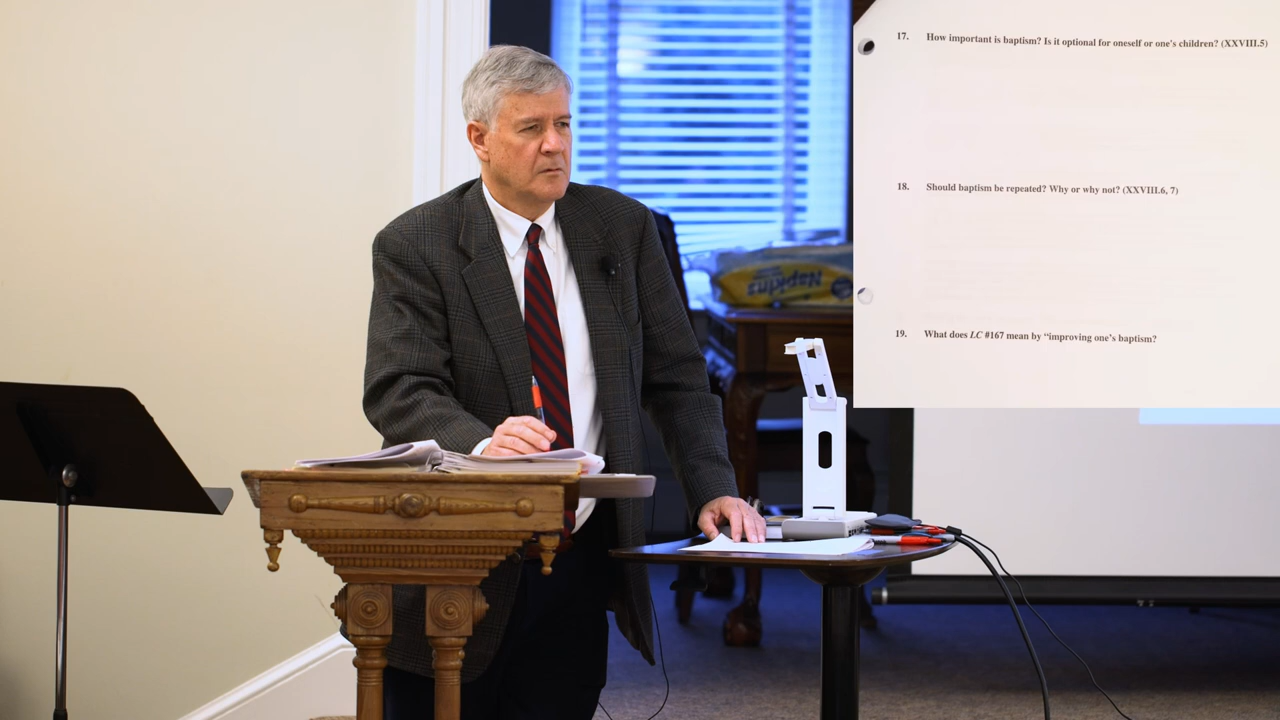 17. How important is baptism? Is it optional for oneself or one's children? (XXVIII.5)
18. Should baptism be repeated? Why or why not? (XXVIII.6, 7)
19. What does LC #167 mean by “improving one's baptism?
Napkins